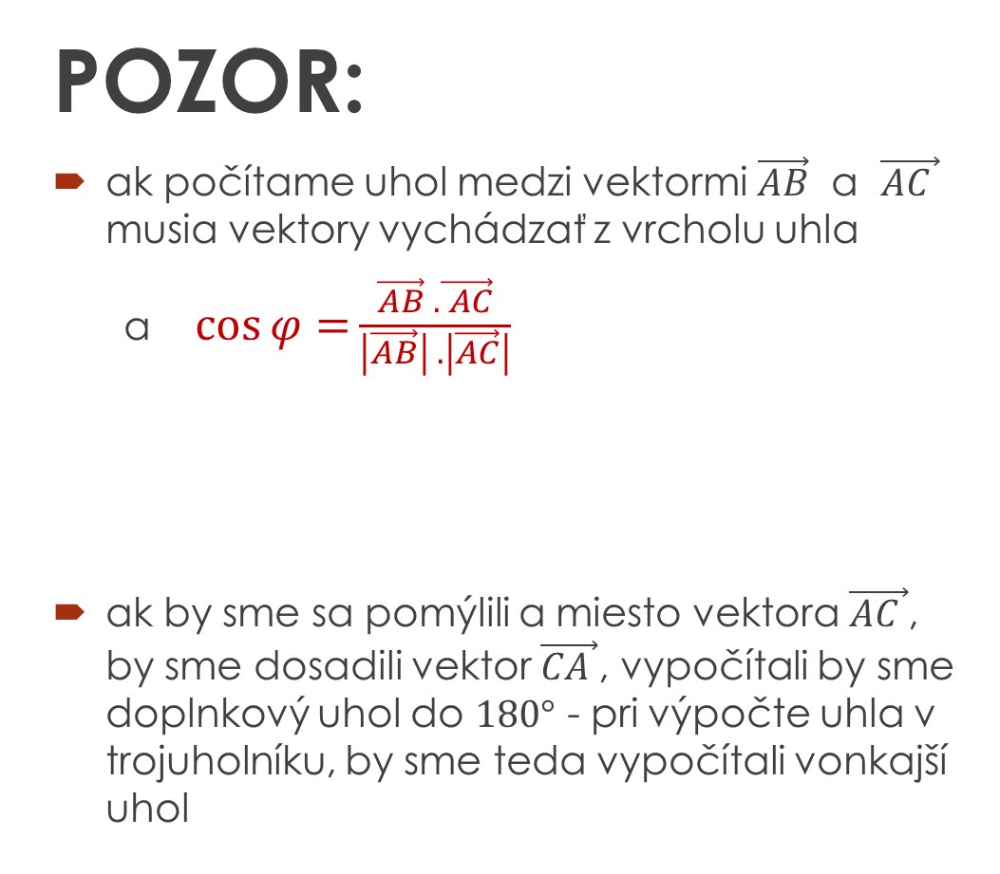 POZOR:
ak počítame uhol medzi vektormi $\overrightarrow{AB}$ a $\overrightarrow{AC}$
musia vektory vychádzať z vrcholu uhla
a $\cos \varphi = \frac{\overrightarrow{AB} . \overrightarrow{AC}}{|\overrightarrow{AB}| . |\overrightarrow{AC}|}$
ak by sme sa pomýlili a miesto vektora $\overrightarrow{AC}$,
by sme dosadili vektor $\overrightarrow{CA}$, vypočítali by sme
doplnkový uhol do 180° - pri výpočte uhla v
trojuholníku, by sme teda vypočítali vonkajší
uhol